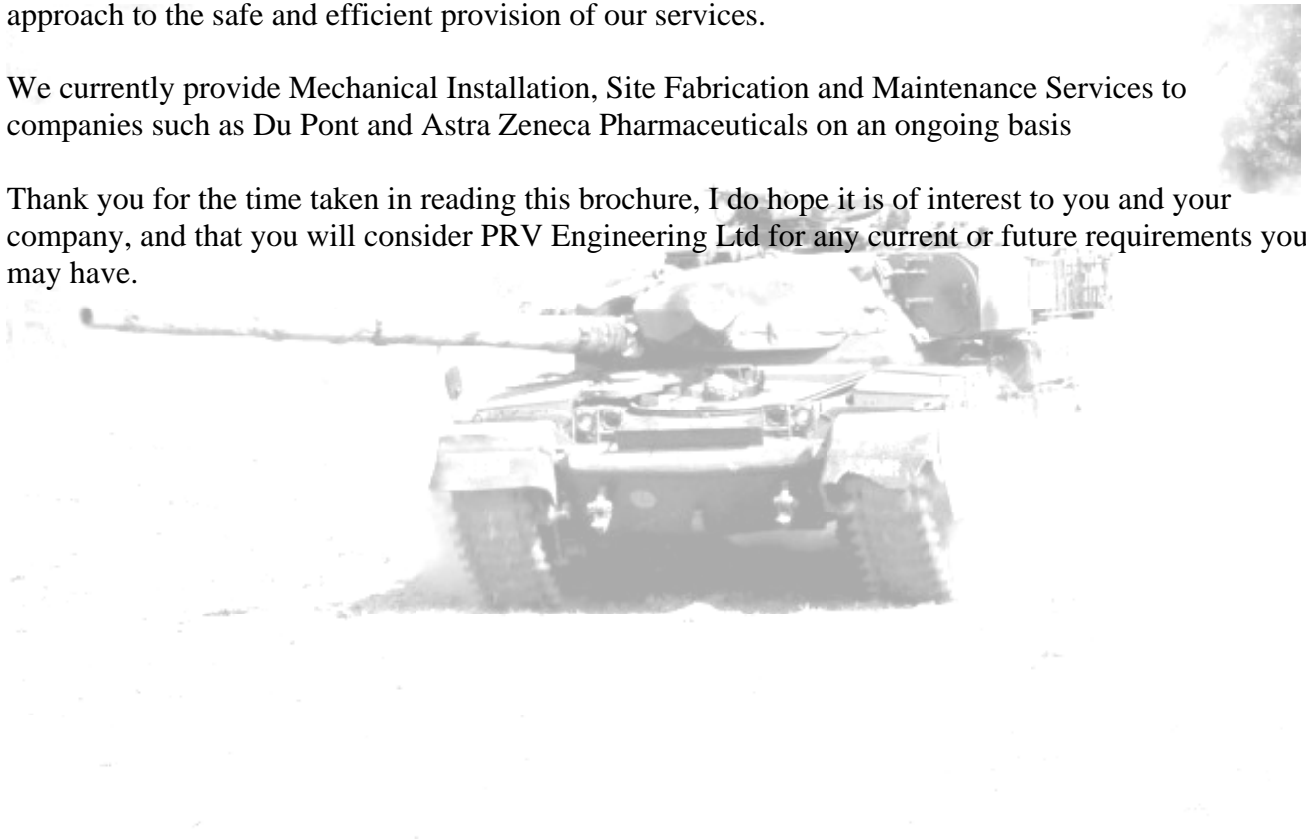 approach to the safe and efficient provision of our services.
We currently provide Mechanical Installation, Site Fabrication and Maintenance Services to
companies such as Du Pont and Astra Zeneca Pharmaceuticals on an ongoing basis
Thank you for the time taken in reading this brochure, I do hope it is of interest to you and your
company, and that you will consider PRV Engineering Ltd for any current or future requirements you
may have.